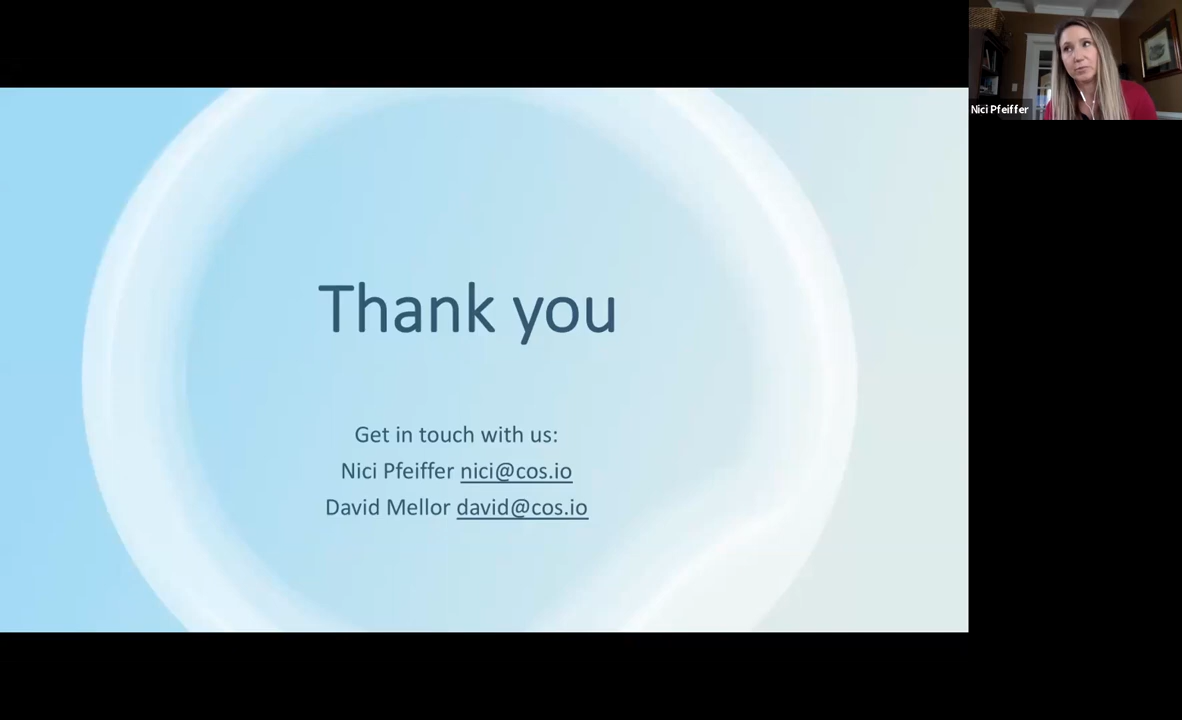 Nici Pfeiffer
Thank you
Get in touch with us:
Nici Pfeiffer nici@cos.io
David Mellor david@cos.io